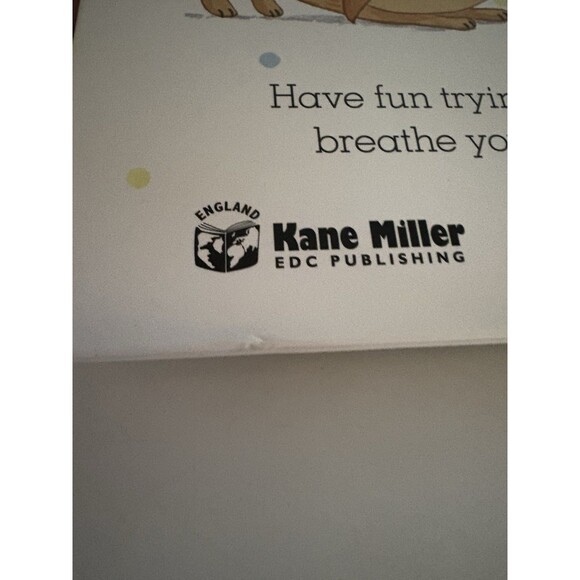 Have fun
breathe
ENGLAND
Kane Miller
EDC PUBLISHING